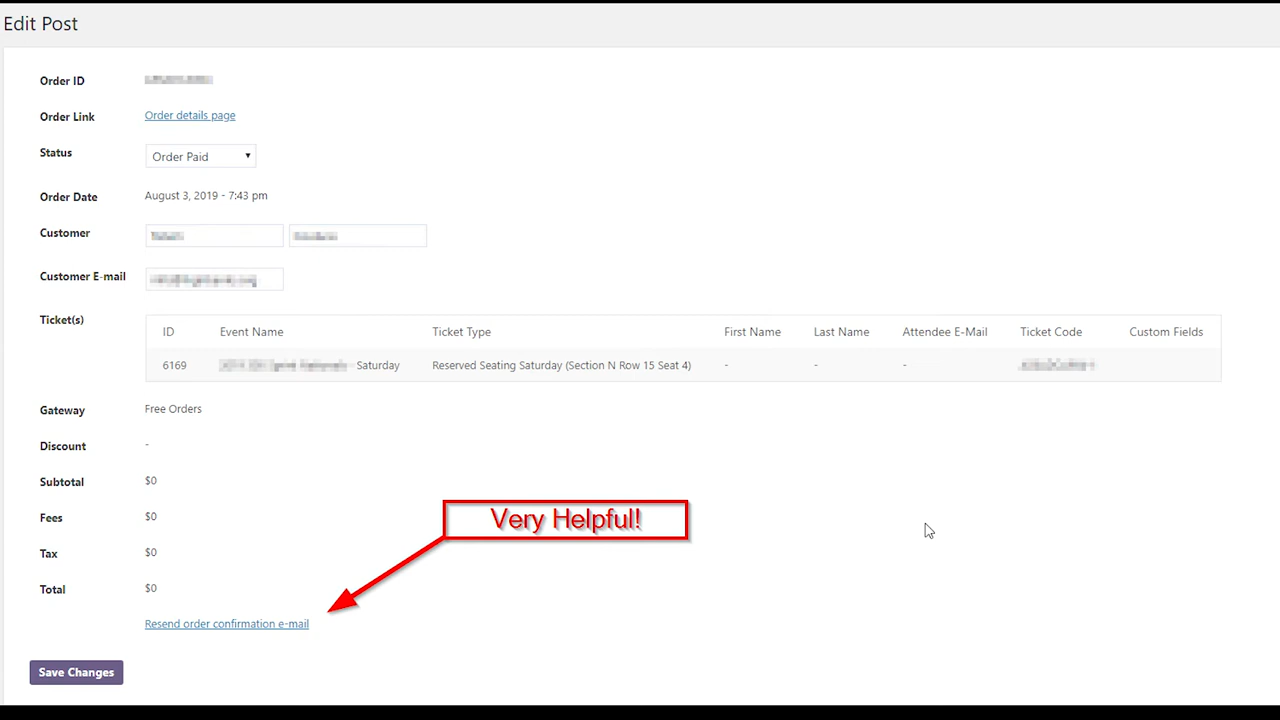 Edit Post
Order ID
Order Link Order details page
Status Order Paid
Order Date August 3, 2019 - 7:43 pm
Customer
Customer E-mail
Ticket(s)
ID Event Name Ticket Type First Name Last Name Attendee E-Mail Ticket Code Custom Fields
6169 - Saturday Reserved Seating Saturday (Section N Row 15 Seat 4) - - -
Gateway Free Orders
Discount -
Subtotal $0
Fees $0
Very Helpful!
Tax $0
Total $0
Resend order confirmation e-mail
Save Changes